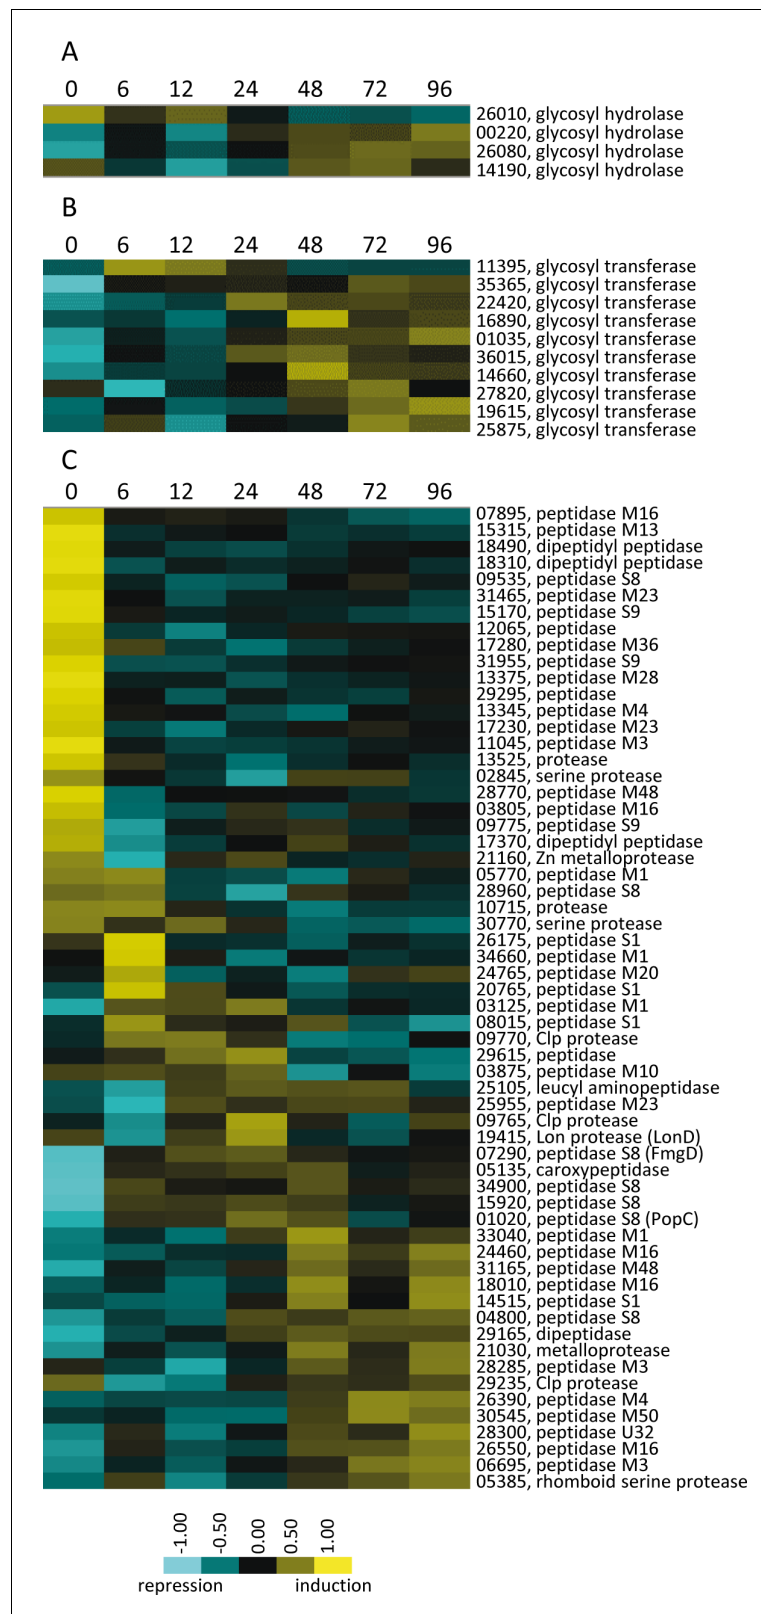 A
0 6 12 24 48 72 96
26010, glycosyl hydrolase
00220, glycosyl hydrolase
26080, glycosyl hydrolase
14190, glycosyl hydrolase
B
0 6 12 24 48 72 96
11395, glycosyl transferase
35365, glycosyl transferase
22420, glycosyl transferase
16890, glycosyl transferase
01035, glycosyl transferase
36015, glycosyl transferase
14660, glycosyl transferase
27820, glycosyl transferase
19615, glycosyl transferase
25875, glycosyl transferase
C
0 6 12 24 48 72 96
07895, peptidase M16
15315, peptidase M13
18490, dipeptidyl peptidase
18310, dipeptidyl peptidase
09535, peptidase S8
31465, peptidase M23
15170, peptidase S9
12065, peptidase
17280, peptidase M36
31955, peptidase S9
13375, peptidase M28
29295, peptidase
13345, peptidase M4
17230, peptidase M23
11045, peptidase M3
13525, protease
02845, serine protease
28770, peptidase M48
03805, peptidase M16
09775, peptidase S9
17370, dipeptidyl peptidase
21160, Zn metalloprotease
05770, peptidase M1
28960, peptidase S8
10715, protease
30770, serine protease
26175, peptidase S1
34660, peptidase M1
24765, peptidase M20
20765, peptidase S1
03125, peptidase M1
08015, peptidase S1
09770, Clp protease
29615, peptidase
03875, peptidase M10
25105, leucyl aminopeptidase
25955, peptidase M23
09765, Clp protease
19415, Lon protease (LonD)
07290, peptidase S8 (FmgD)
05135, caroxypeptidase
34900, peptidase S8
15920, peptidase S8
01020, peptidase S8 (PopC)
33040, peptidase M1
24460, peptidase M16
31165, peptidase M48
18010, peptidase M16
14515, peptidase S1
04800, peptidase S8
29165, dipeptidase
21030, metalloprotease
28285, peptidase M3
29235, Clp protease
26390, peptidase M4
30545, peptidase M50
28300, peptidase U32
26550, peptidase M16
06695, peptidase M3
05385, rhomboid serine protease
-1.00 -0.50 0.00 0.50 1.00
repression induction